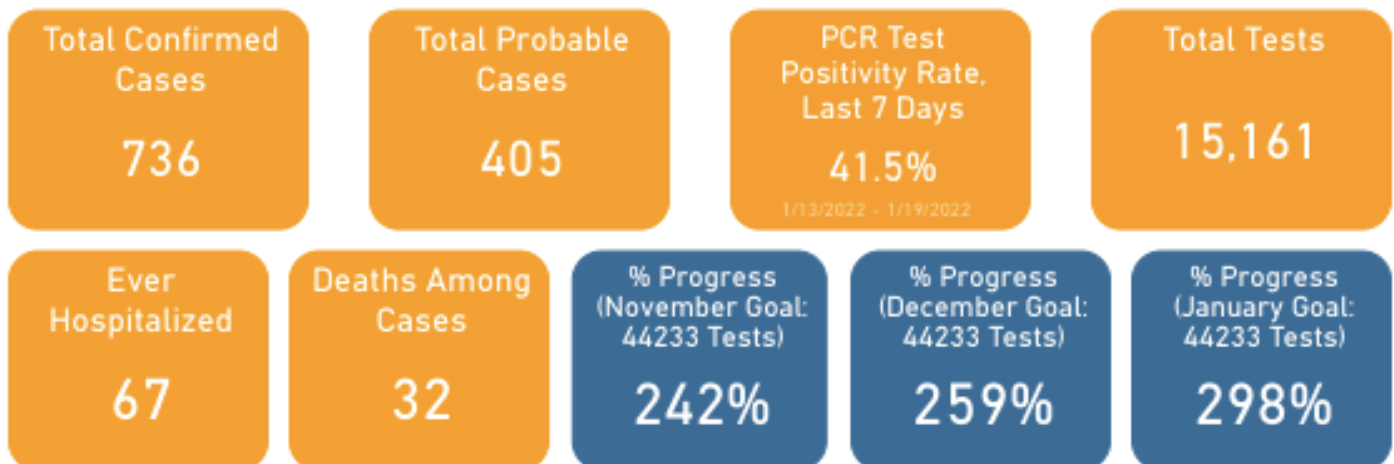 Total Confirmed
Cases
736
Total Probable
Cases
405
PCR Test
Positivity Rate,
Last 7 Days
41.5%
1/13/2022 - 1/19/2022
Total Tests
15,161
Ever
Hospitalized
67
Deaths Among
Cases
32
% Progress
(November Goal:
44233 Tests)
242%
% Progress
(December Goal:
44233 Tests)
259%
% Progress
(January Goal:
44233 Tests)
298%